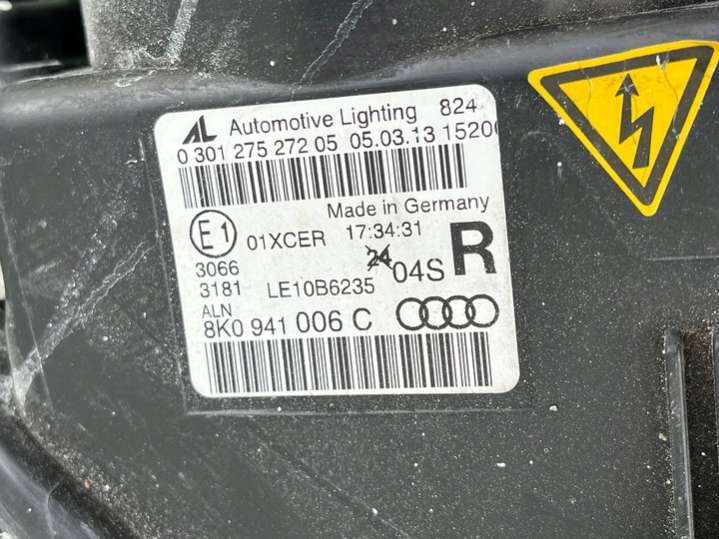 AL Automotive Lighting 824
0 301 275 272 05 05.03.13 1520
Made in Germany
E1 01XCER 17:34:31
R
24 04S
3066
3181 LE10B6235
ALN
8K0 941 006 C